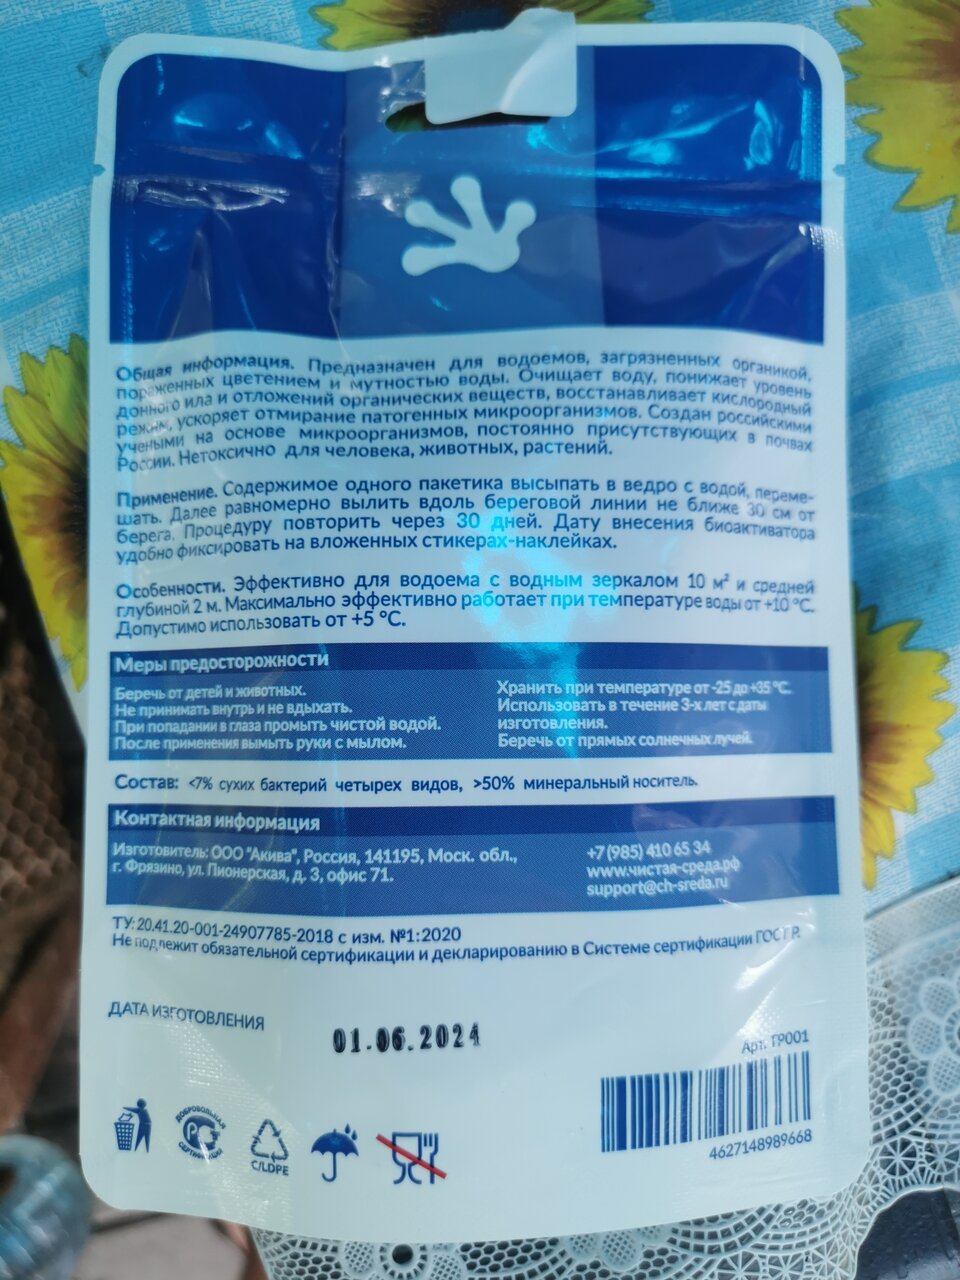 Общая информация. Предназначен для водоемов, загрязненных органикой,
пораженных цветением и мутностью воды. Очищает воду, понижает уровень
донного ила и отложений органических веществ, восстанавливает кислородный
режим, ускоряет отмирание патогенных микроорганизмов. Создан российскими
учеными на основе микроорганизмов, постоянно присутствующих в почвах
России. Нетоксично для человека, животных, растений.
Применение. Содержимое одного пакетика высыпать в ведро с водой, переме-
шать. Далее равномерно вылить вдоль береговой линии не ближе 30 см от
берега. Процедуру повторить через 30 дней. Дату внесения биоактиватора
удобно фиксировать на вложенных стикерах-наклейках.
Особенности. Эффективно для водоема с водным зеркалом 10 м² и средней
глубиной 2 м. Максимально эффективно работает при температуре воды от +10 °С.
Допустимо использовать от +5 °С.
Меры предосторожности
Беречь от детей и животных.
Не принимать внутрь и не вдыхать.
При попадании в глаза промыть чистой водой.
После применения вымыть руки с мылом.
Хранить при температуре от -25 до +35 °С.
Использовать в течение 3-х лет с даты
изготовления.
Беречь от прямых солнечных лучей.
Состав: <7% сухих бактерий четырех видов, >50% минеральный носитель.
Контактная информация
Изготовитель: ООО "Акива", Россия, 141195, Моск. обл.,
г. Фрязино, ул. Пионерская, д. 3, офис 71.
+7 (985) 410 65 34
www.чистая-среда.рф
support@ch-sreda.ru
ТУ: 20.41.20-001-24907785-2018 с изм. №1:2020
Не подлежит обязательной сертификации и декларированию в Системе сертификации ГОСТ Р.
ДАТА ИЗГОТОВЛЕНИЯ
01.06.2024
Арт. ГР001
4627148989668
ДОБРОВОЛЬНАЯ
РС
СЕРТИФИКАЦИЯ
C/LDPE